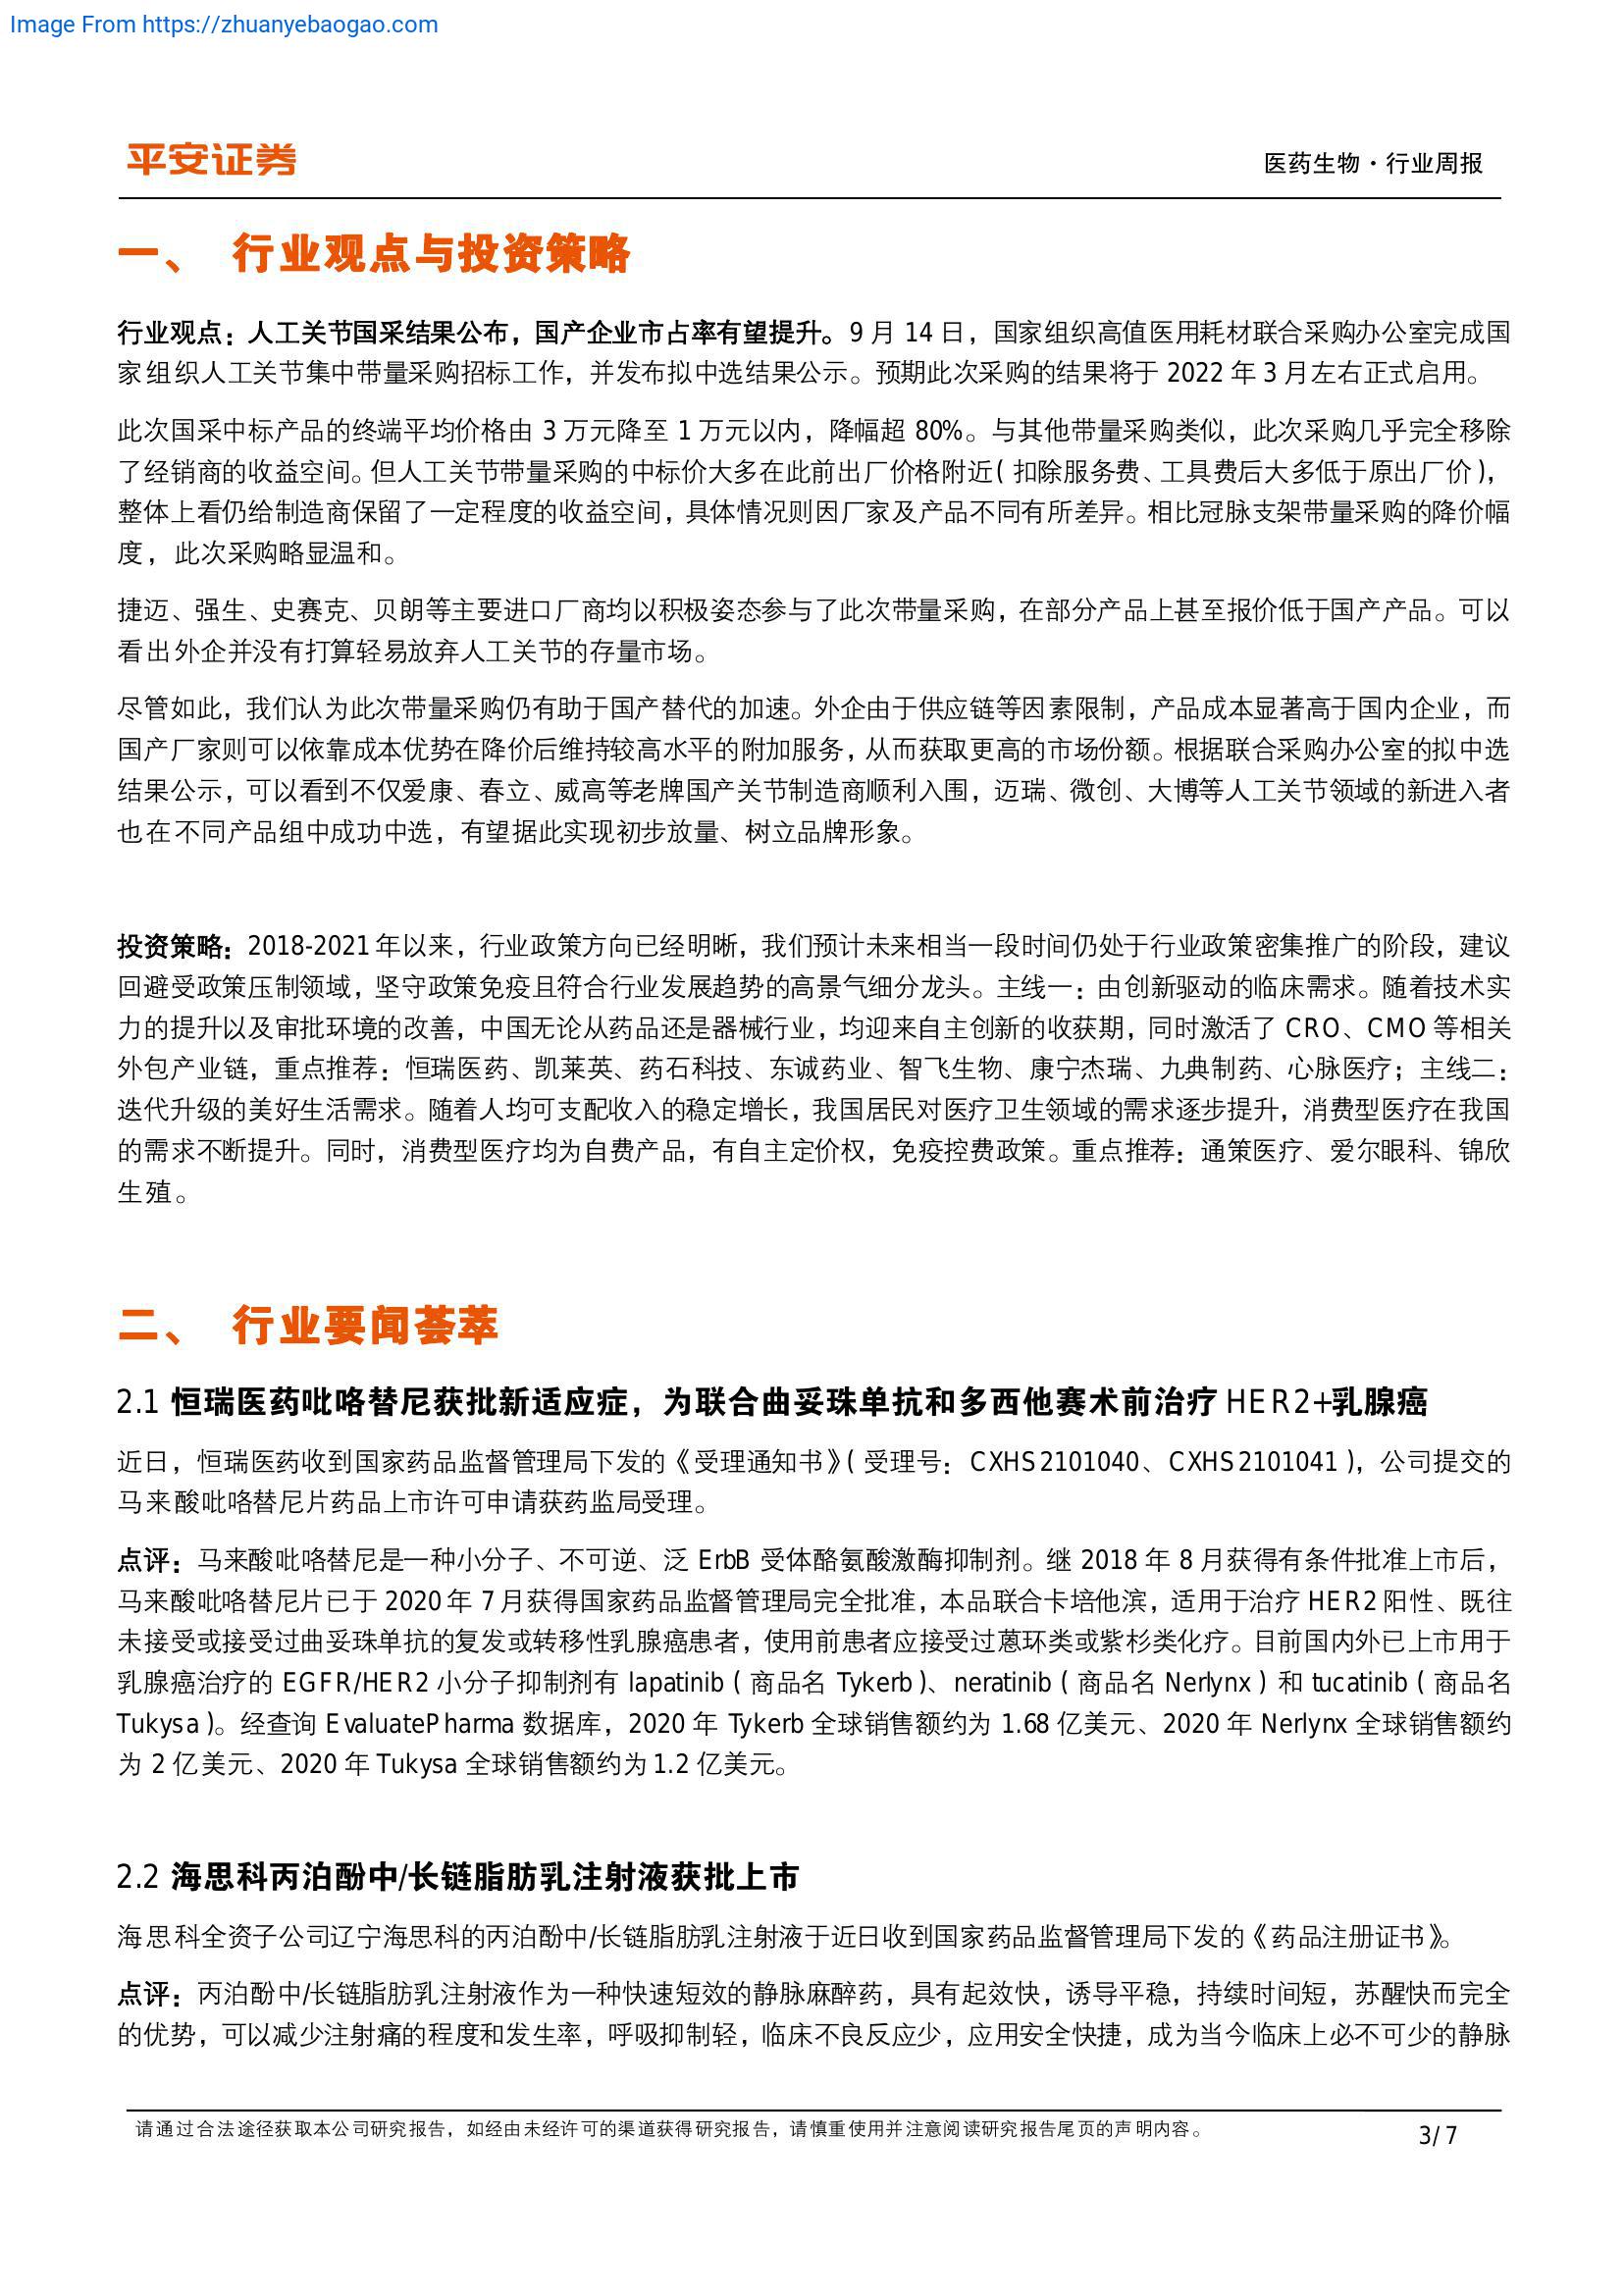 Image From https://zhuanyebaogao.com
平安证券
医药生物·行业周报
一、 行业观点与投资策略
行业观点：人工关节国采结果公布，国产企业市占率有望提升。9 月 14 日，国家组织高值医用耗材联合采购办公室完成国
家组织人工关节集中带量采购招标工作，并发布拟中选结果公示。预期此次采购的结果将于 2022 年 3 月左右正式启用。
此次国采中标产品的终端平均价格由 3 万元降至 1 万元以内，降幅超 80%。与其他带量采购类似，此次采购几乎完全移除
了经销商的收益空间。但人工关节带量采购的中标价大多在此前出厂价格附近（扣除服务费、工具费后大多低于原出厂价），
整体上看仍给制造商保留了一定程度的收益空间，具体情况则因厂家及产品不同有所差异。相比冠脉支架带量采购的降价幅
度，此次采购略显温和。
捷迈、强生、史赛克、贝朗等主要进口厂商均以积极姿态参与了此次带量采购，在部分产品上甚至报价低于国产产品。可以
看出外企并没有打算轻易放弃人工关节的存量市场。
尽管如此，我们认为此次带量采购仍有助于国产替代的加速。外企由于供应链等因素限制，产品成本显著高于国内企业，而
国产厂家则可以依靠成本优势在降价后维持较高水平的附加服务，从而获取更高的市场份额。根据联合采购办公室的拟中选
结果公示，可以看到不仅爱康、春立、威高等老牌国产关节制造商顺利入围，迈瑞、微创、大博等人工关节领域的新进入者
也在不同产品组中成功中选，有望据此实现初步放量、树立品牌形象。
投资策略：2018-2021 年以来，行业政策方向已经明晰，我们预计未来相当一段时间仍处于行业政策密集推广的阶段，建议
回避受政策压制领域，坚守政策免疫且符合行业发展趋势的高景气细分龙头。主线一：由创新驱动的临床需求。随着技术实
力的提升以及审批环境的改善，中国无论从药品还是器械行业，均迎来自主创新的收获期，同时激活了 CRO、CMO 等相关
外包产业链，重点推荐：恒瑞医药、凯莱英、药石科技、东诚药业、智飞生物、康宁杰瑞、九典制药、心脉医疗；主线二：
迭代升级的美好生活需求。随着人均可支配收入的稳定增长，我国居民对医疗卫生领域的需求逐步提升，消费型医疗在我国
的需求不断提升。同时，消费型医疗均为自费产品，有自主定价权，免疫控费政策。重点推荐：通策医疗、爱尔眼科、锦欣
生殖。
二、 行业要闻荟萃
2.1 恒瑞医药吡咯替尼获批新适应症，为联合曲妥珠单抗和多西他赛术前治疗 HER2+乳腺癌
近日，恒瑞医药收到国家药品监督管理局下发的《受理通知书》（受理号：CXHS2101040、CXHS2101041），公司提交的
马来酸吡咯替尼片药品上市许可申请获药监局受理。
点评：马来酸吡咯替尼是一种小分子、不可逆、泛 ErbB 受体酪氨酸激酶抑制剂。继 2018 年 8 月获得有条件批准上市后，
马来酸吡咯替尼片已于 2020 年 7 月获得国家药品监督管理局完全批准，本品联合卡培他滨，适用于治疗 HER2 阳性、既往
未接受或接受过曲妥珠单抗的复发或转移性乳腺癌患者，使用前患者应接受过蒽环类或紫杉类化疗。目前国内外已上市用于
乳腺癌治疗的 EGFR/HER2 小分子抑制剂有 lapatinib（商品名 Tykerb）、neratinib（商品名 Nerlynx）和 tucatinib（商品名
Tukysa）。经查询 EvaluatePharma 数据库，2020 年 Tykerb 全球销售额约为 1.68 亿美元、2020 年 Nerlynx 全球销售额约
为 2 亿美元、2020 年 Tukysa 全球销售额约为 1.2 亿美元。
2.2 海思科丙泊酚中/长链脂肪乳注射液获批上市
海思科全资子公司辽宁海思科的丙泊酚中/长链脂肪乳注射液于近日收到国家药品监督管理局下发的《药品注册证书》。
点评：丙泊酚中/长链脂肪乳注射液作为一种快速短效的静脉麻醉药，具有起效快，诱导平稳，持续时间短，苏醒快而完全
的优势，可以减少注射痛的程度和发生率，呼吸抑制轻，临床不良反应少，应用安全快捷，成为当今临床上必不可少的静脉
请通过合法途径获取本公司研究报告，如经由未经许可的渠道获得研究报告，请慎重使用并注意阅读研究报告尾页的声明内容。
3/ 7